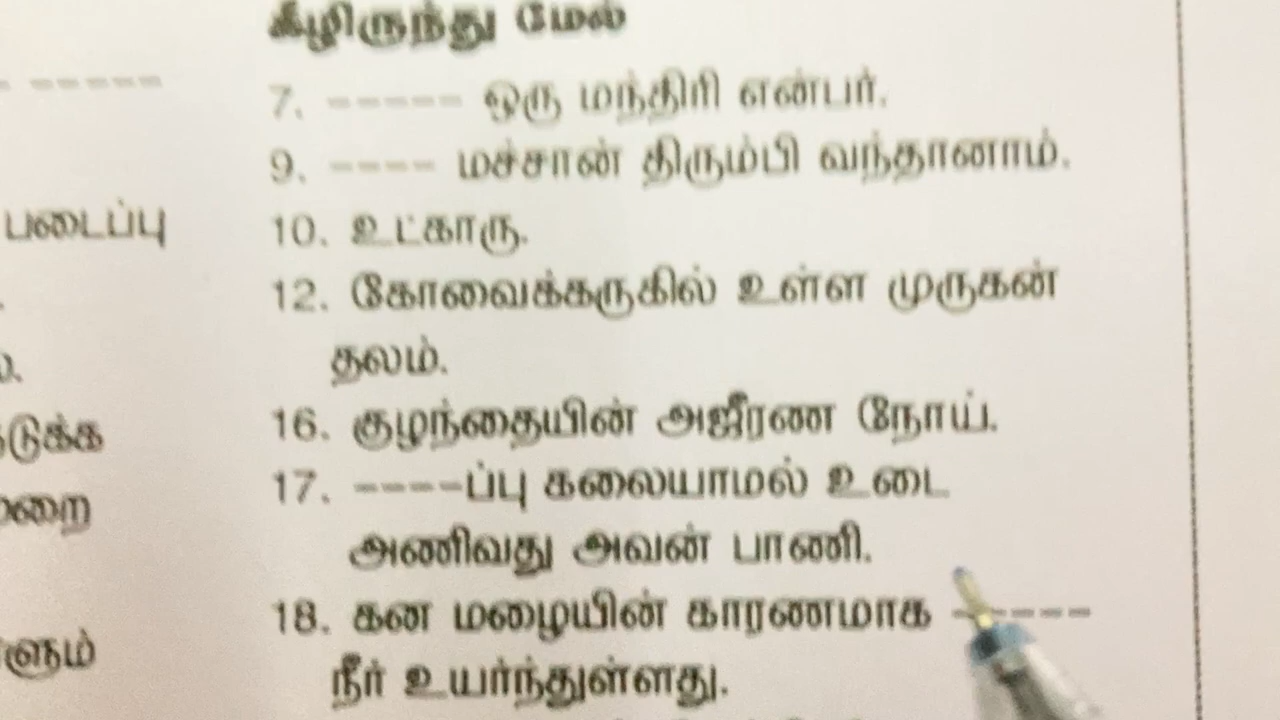 கீழிருந்து மேல்
----- 
7. ----- ஒரு மந்திரி என்பர்.
9. ---- மச்சான் திரும்பி வந்தானாம்.
படைப்பு
10. உட்காரு.
12. கோவைக்கருகில் உள்ள முருகன்
தலம்.
16. குழந்தையின் அஜீரண நோய்.
17. ----ப்பு கலையாமல் உடை
அணிவது அவன் பாணி.
18. கன மழையின் காரணமாக -----
நீர் உயர்ந்துள்ளது.